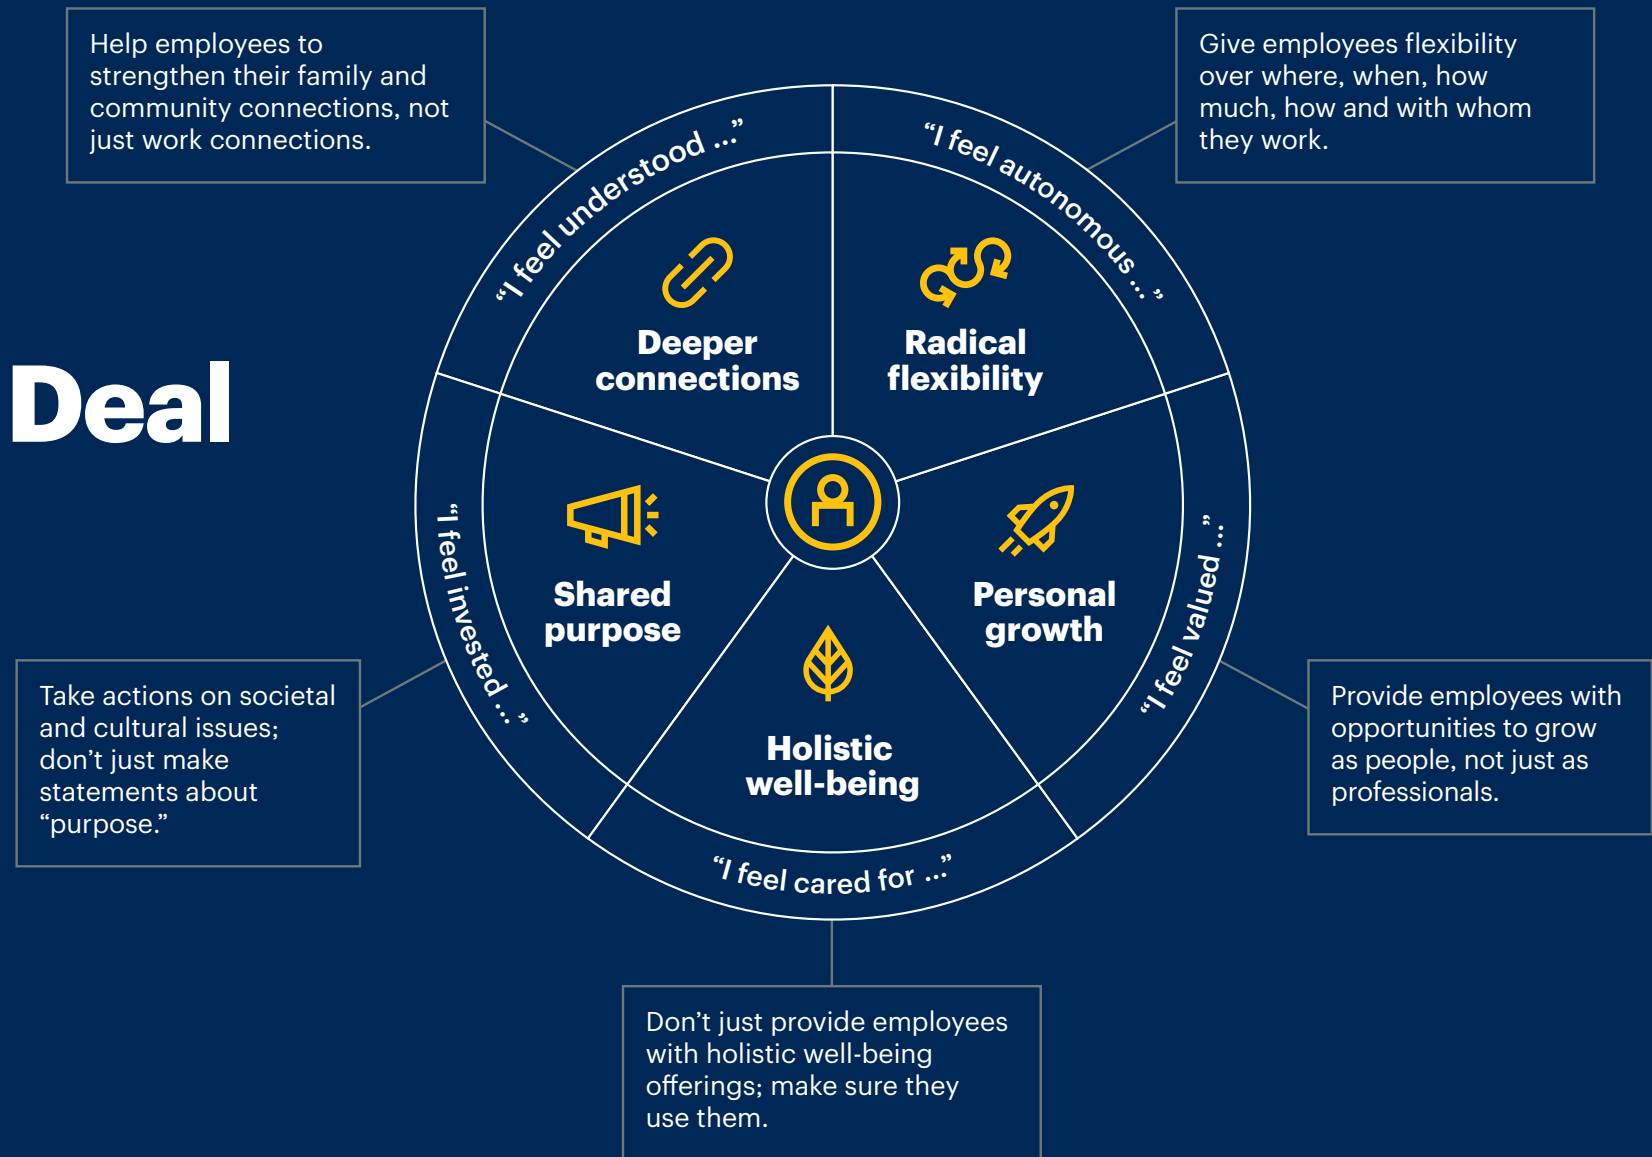 Help employees to
strengthen their family and
community connections, not
just work connections.
Give employees flexibility
over where, when, how
much, how and with whom
they work.
“I feel understood ...”
“I feel autonomous ...”
Deeper
connections
Radical
flexibility
Deal
“I feel invested ...”
Shared
purpose
Personal
growth
“I feel valued ...”
Holistic
well-being
“I feel cared for ...”
Take actions on societal
and cultural issues;
don’t just make
statements about
“purpose.”
Provide employees with
opportunities to grow
as people, not just as
professionals.
Don’t just provide employees
with holistic well-being
offerings; make sure they
use them.